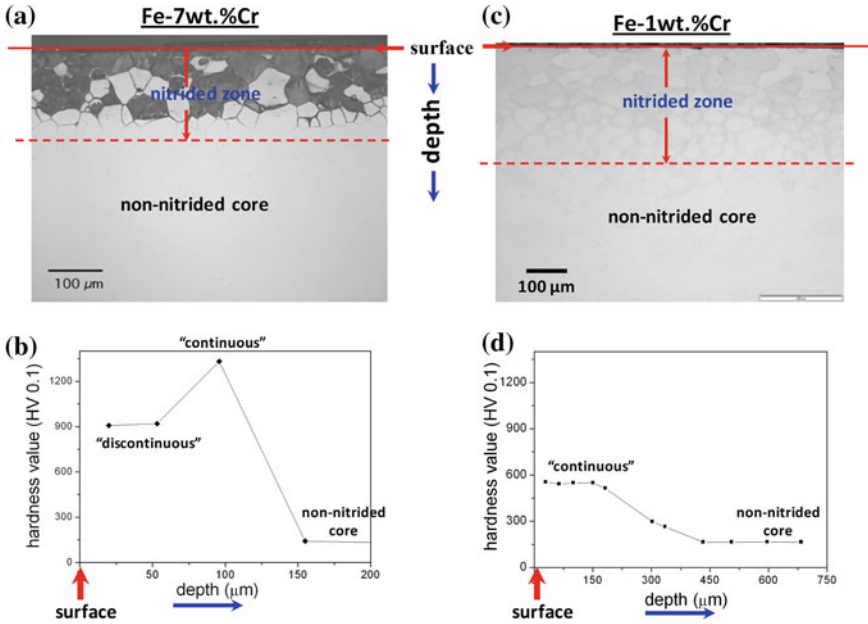 (a)
Fe-7wt.%Cr
surface
nitrided zone
depth
non-nitrided core
100 µm
(c)
Fe-1wt.%Cr
nitrided zone
non-nitrided core
100 µm
(b)
hardness value (HV 0.1)
1200
900
600
300
0
"continuous"
"discontinuous"
non-nitrided
core
50
100
150
200
depth (µm)
surface
(d)
hardness value (HV 0.1)
1200
900
600
300
0
"continuous"
non-nitrided
core
150
300
450
600
750
depth (µm)
surface